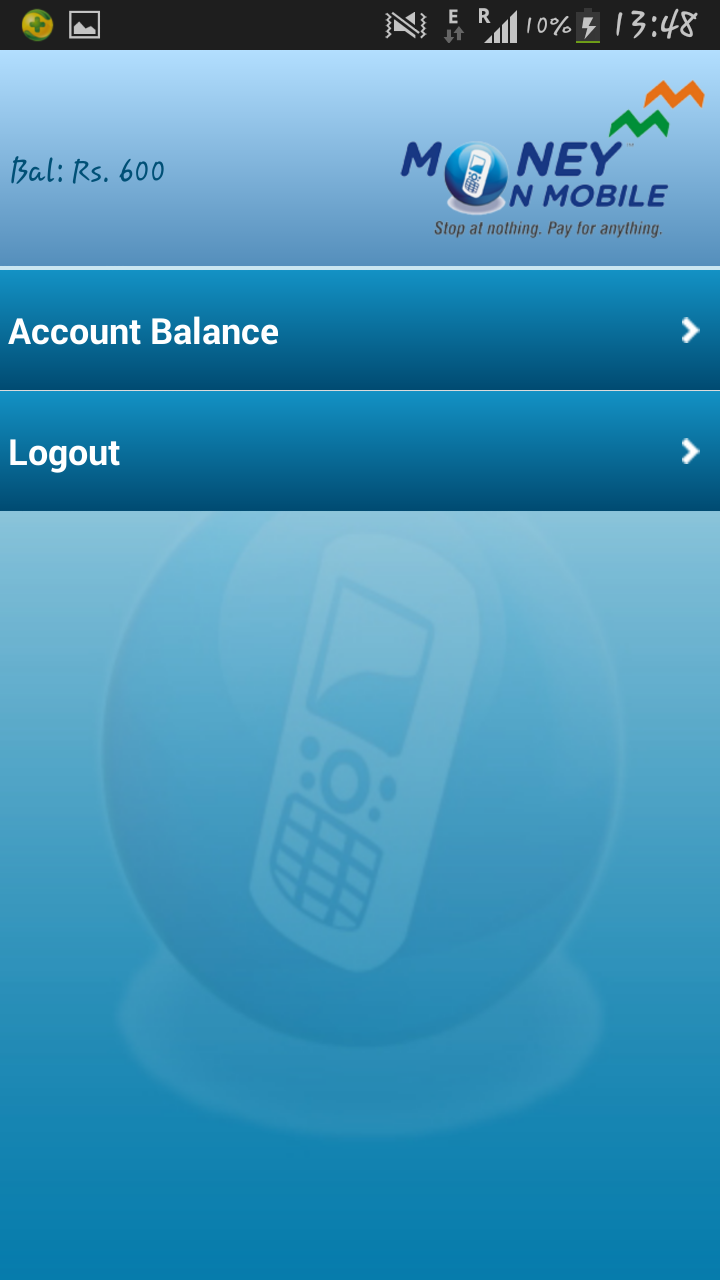 E R 10% 13:48
Bal: Rs. 600
MONEY
ON MOBILE
Stop at nothing. Pay for anything.
Account Balance
Logout